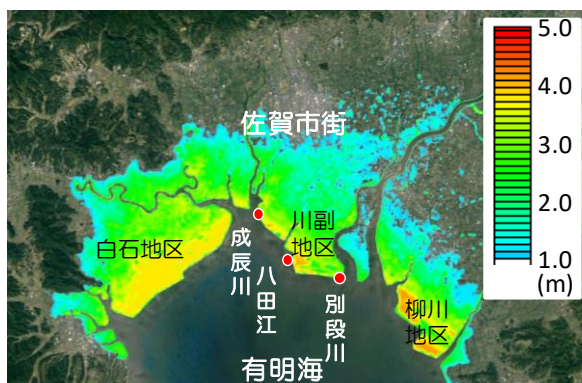 5.0
4.0
3.0
2.0
1.0
(m)
佐賀市街
川副
地区
白石地区
成辰川
八田江
別段川
柳川
地区
有明海